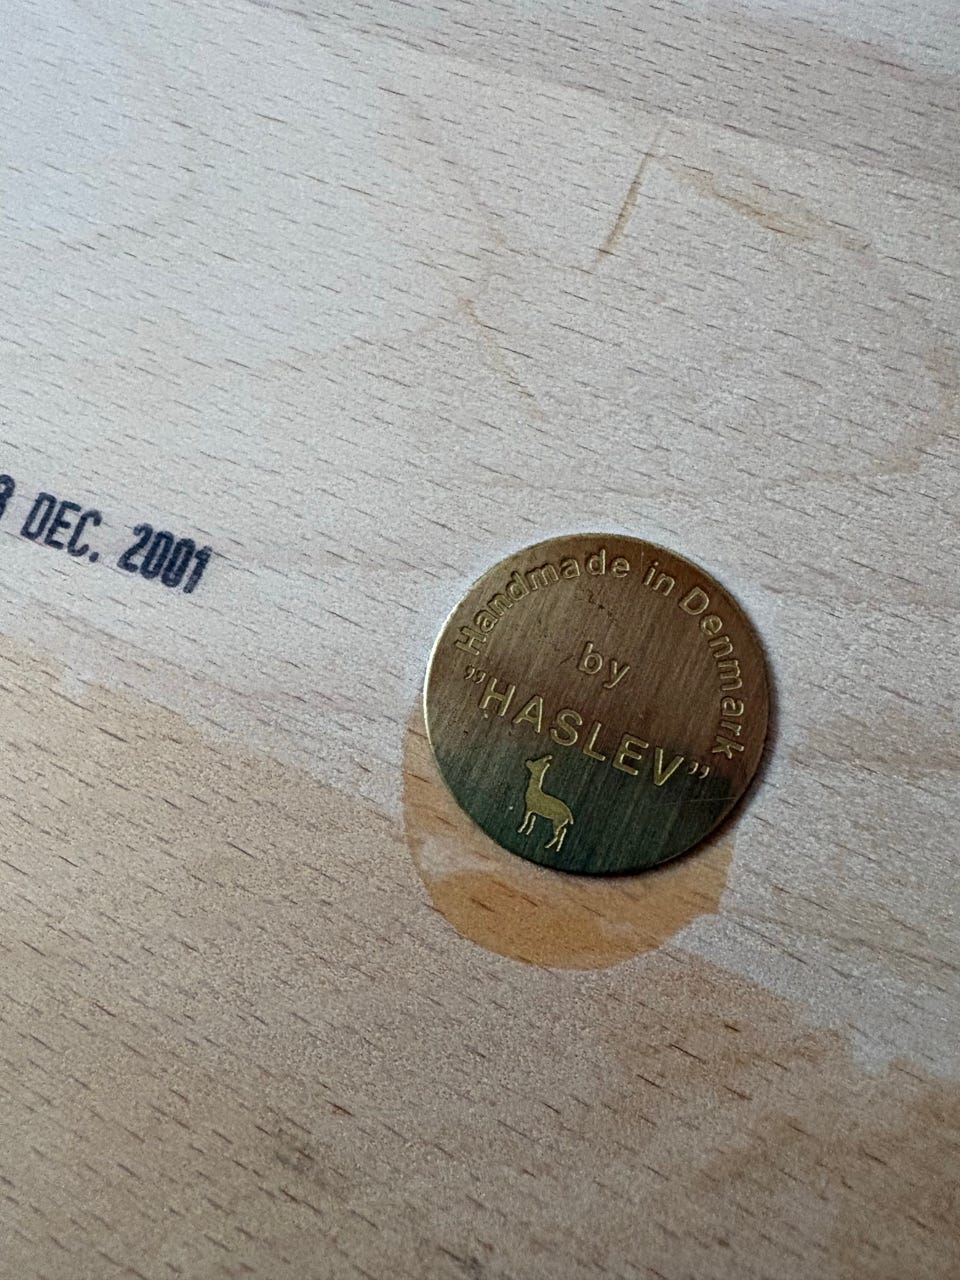 DEC. 2001
Handmade in Denmark
by
"HASLEV"